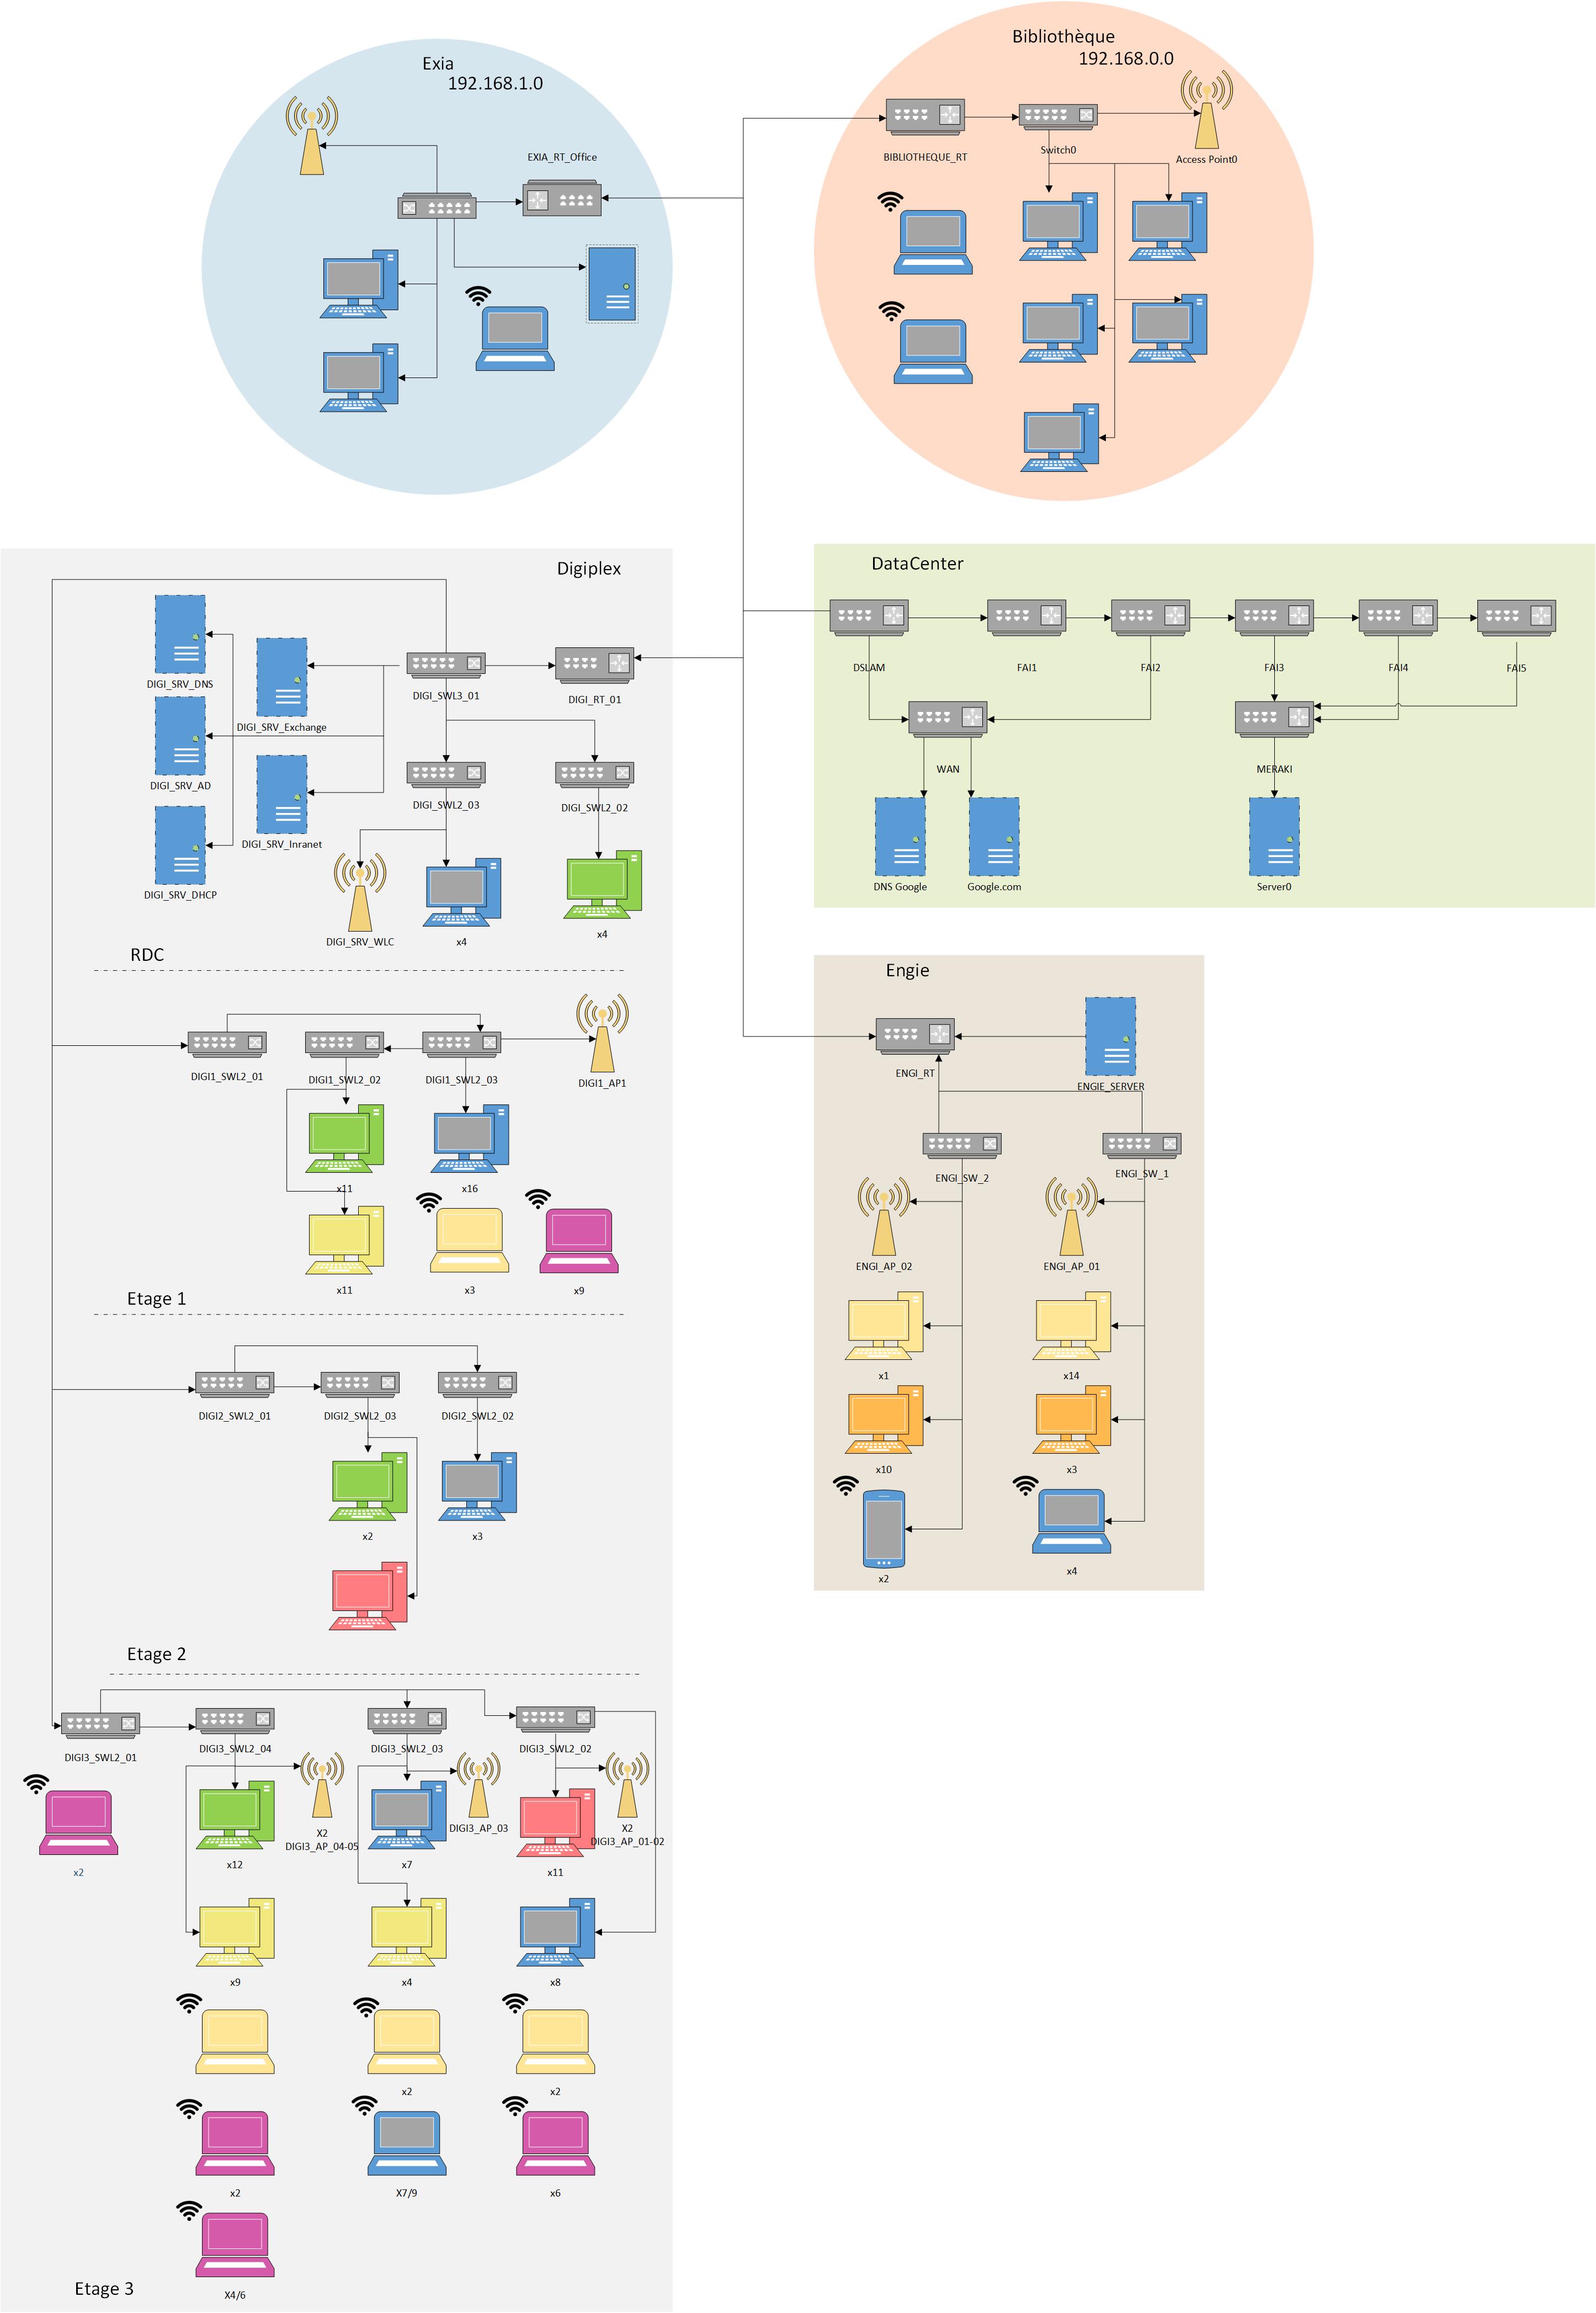 Exia
192.168.1.0
EXIA_RT_Office
Bibliothèque
192.168.0.0
BIBLIOTHEQUE_RT
Switch0
Access Point0
Digiplex
DIGI_SRV_DNS
DIGI_SRV_Exchange
DIGI_SWL3_01
DIGI_RT_01
DIGI_SRV_AD
DIGI_SWL2_03
DIGI_SWL2_02
DIGI_SRV_Inranet
DIGI_SRV_DHCP
DIGI_SRV_WLC
x4
x4
RDC
DIGI1_SWL2_01
DIGI1_SWL2_02
DIGI1_SWL2_03
DIGI1_AP1
x11
x16
x11
x3
x9
Etage 1
DIGI2_SWL2_01
DIGI2_SWL2_03
DIGI2_SWL2_02
x2
x3
Etage 2
DIGI3_SWL2_01
DIGI3_SWL2_04
DIGI3_SWL2_03
DIGI3_SWL2_02
x2
x12
X2
DIGI3_AP_04-05
x7
DIGI3_AP_03
x11
X2
DIGI3_AP_01-02
x9
x4
x8
x2
x2
x2
X7/9
x6
X4/6
Etage 3
DataCenter
DSLAM
FAI1
FAI2
FAI3
FAI4
FAI5
WAN
MERAKI
DNS Google
Google.com
Server0
Engie
ENGI_RT
ENGIE_SERVER
ENGI_SW_2
ENGI_SW_1
ENGI_AP_02
ENGI_AP_01
x1
x14
x10
x3
x2
x4